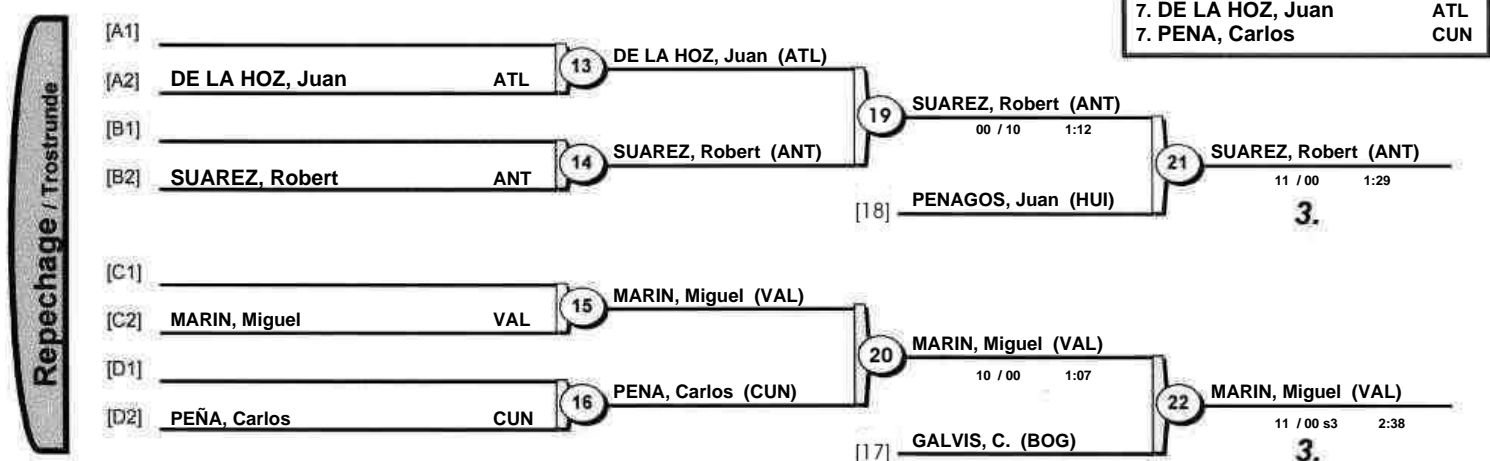 7. DE LA HOZ, Juan ATL
7. PENA, Carlos CUN
Repechage / Trostrunde
[A1]
[A2] DE LA HOZ, Juan ATL
13 DE LA HOZ, Juan (ATL)
[B1]
[B2] SUAREZ, Robert ANT
14 SUAREZ, Robert (ANT)
19 SUAREZ, Robert (ANT)
00 / 10 1:12
[18] PENAGOS, Juan (HUI)
21 SUAREZ, Robert (ANT)
11 / 00 1:29
3.
[C1]
[C2] MARIN, Miguel VAL
15 MARIN, Miguel (VAL)
[D1]
[D2] PEÑA, Carlos CUN
16 PENA, Carlos (CUN)
20 MARIN, Miguel (VAL)
10 / 00 1:07
[17] GALVIS, C. (BOG)
22 MARIN, Miguel (VAL)
11 / 00 s3 2:38
3.